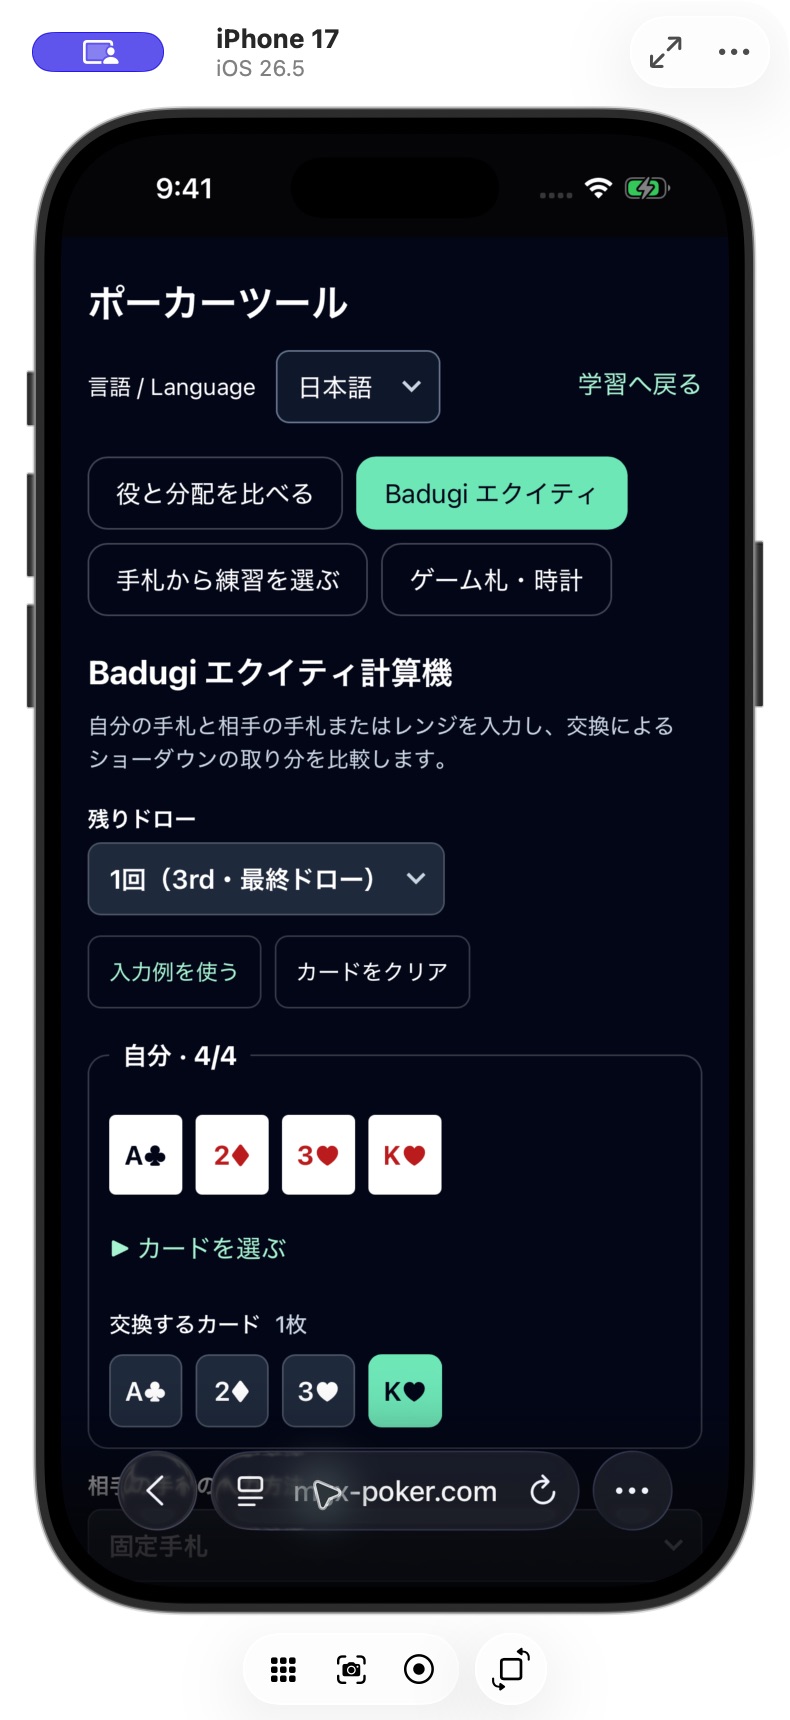 iPhone 17
iOS 26.5
9:41
ポーカーツール
言語 / Language 日本語 学習へ戻る
役と分配を比べる Badugi エクイティ
手札から練習を選ぶ ゲーム札・時計
Badugi エクイティ計算機
自分の手札と相手の手札またはレンジを入力し、交換による
ショーダウンの取り分を比較します。
残りドロー
1回（3rd・最終ドロー）
入力例を使う カードをクリア
自分 · 4/4
A♣ 2♦ 3♥ K♥
▶ カードを選ぶ
交換するカード 1枚
A♣ 2♦ 3♥ K♥
-poker.com
固定手札